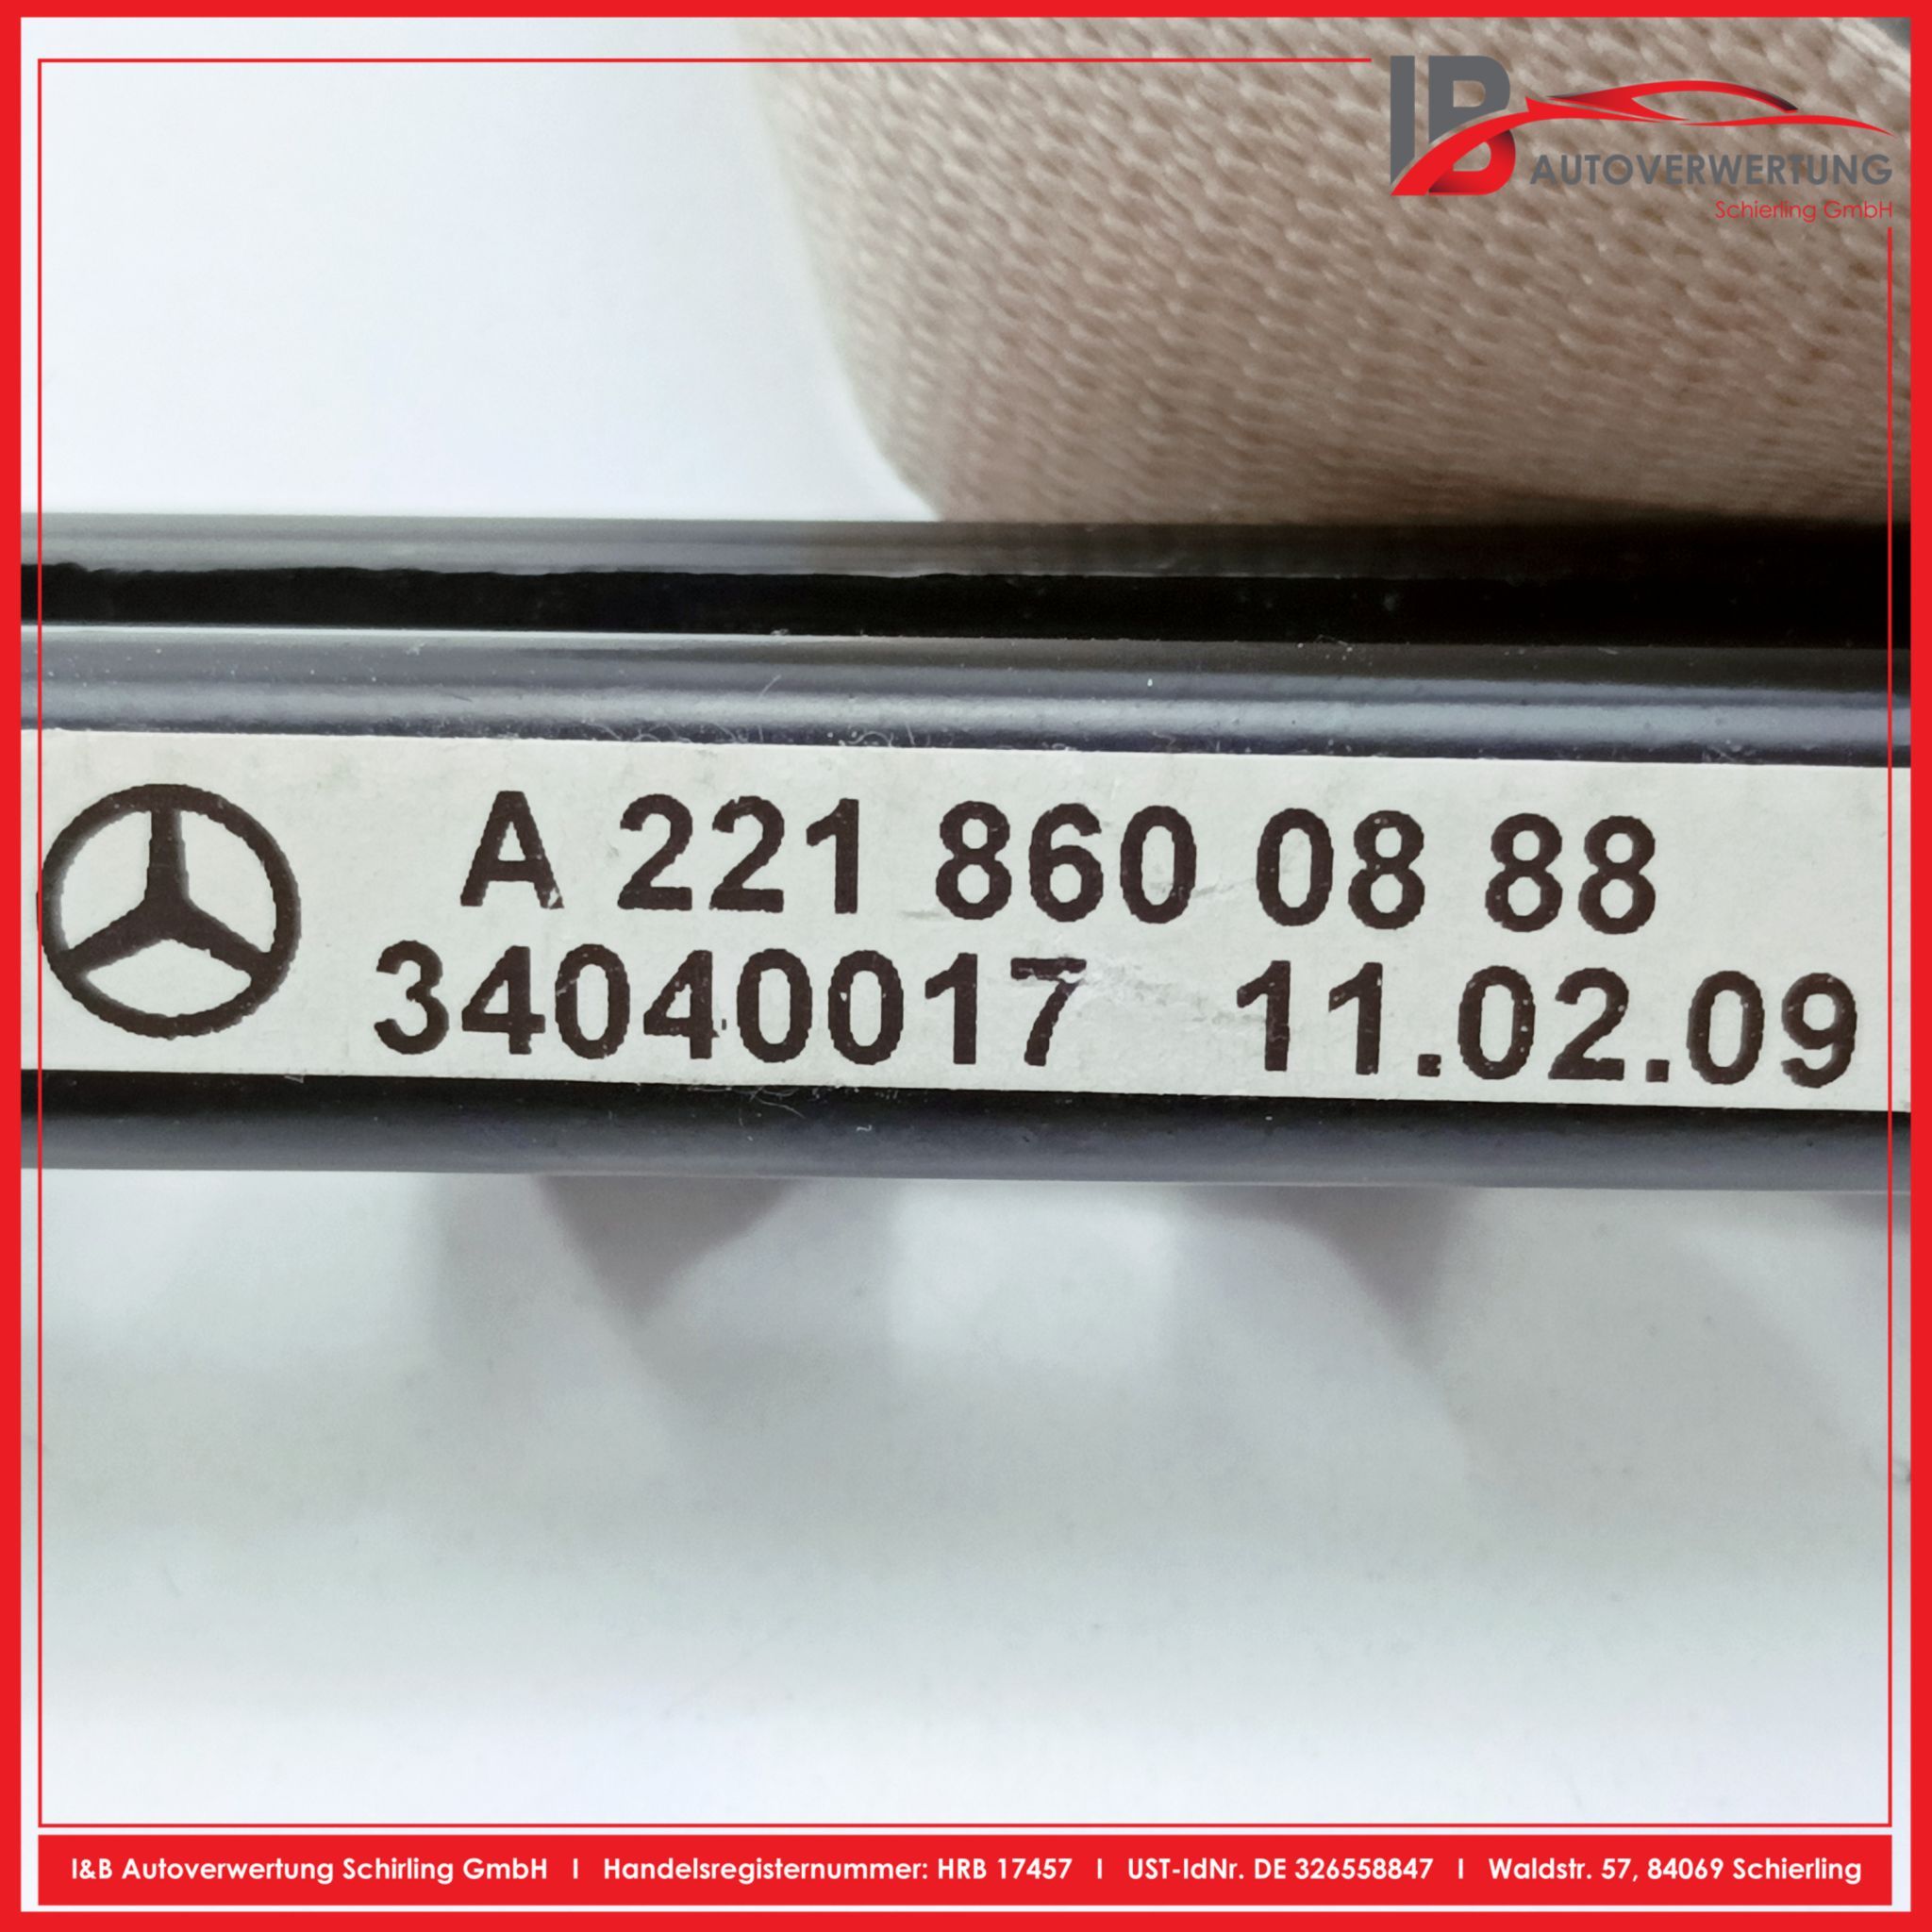 IB
AUTOVERWERTUNG
Schierling GmbH
A 221 860 08 88
34040017 11.02.09
I&B Autoverwertung Schirling GmbH I Handelsregisternummer: HRB 17457 I UST-IdNr. DE 326558847 I Waldstr. 57, 84069 Schierling